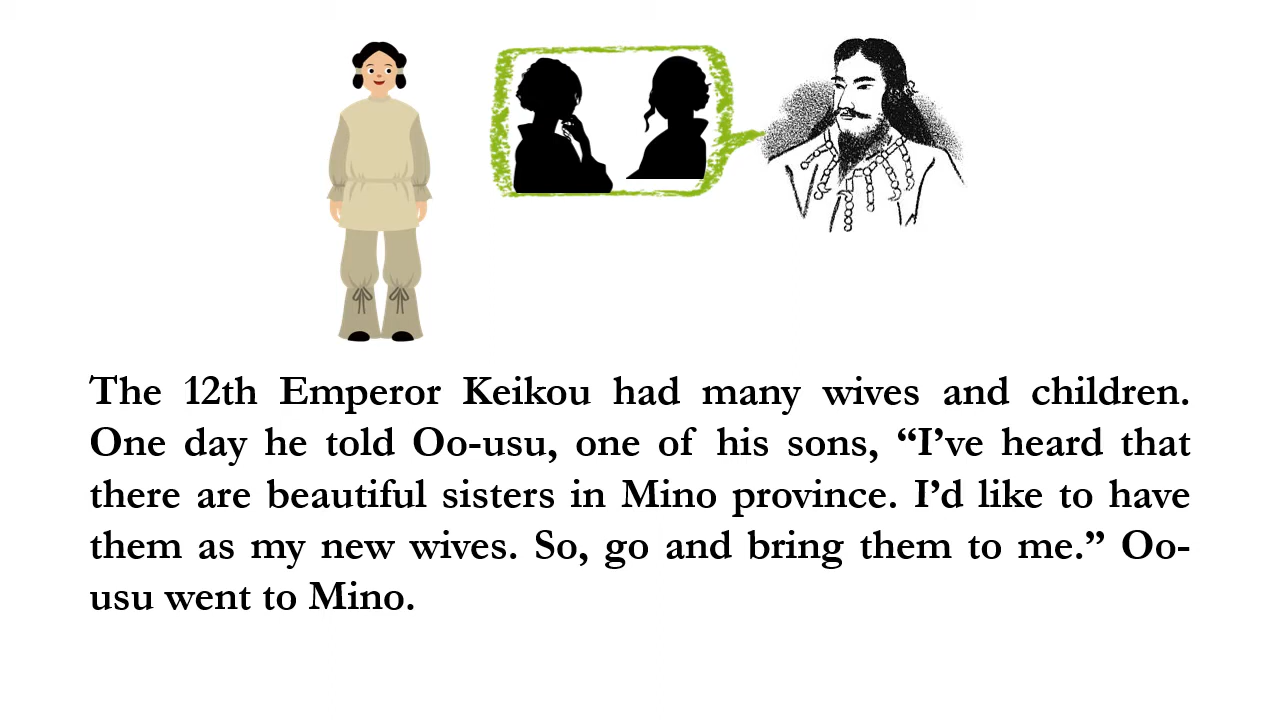 The 12th Emperor Keikou had many wives and children.
One day he told Oo-usu, one of his sons, “I’ve heard that
there are beautiful sisters in Mino province. I’d like to have
them as my new wives. So, go and bring them to me.” Oo-
usu went to Mino.